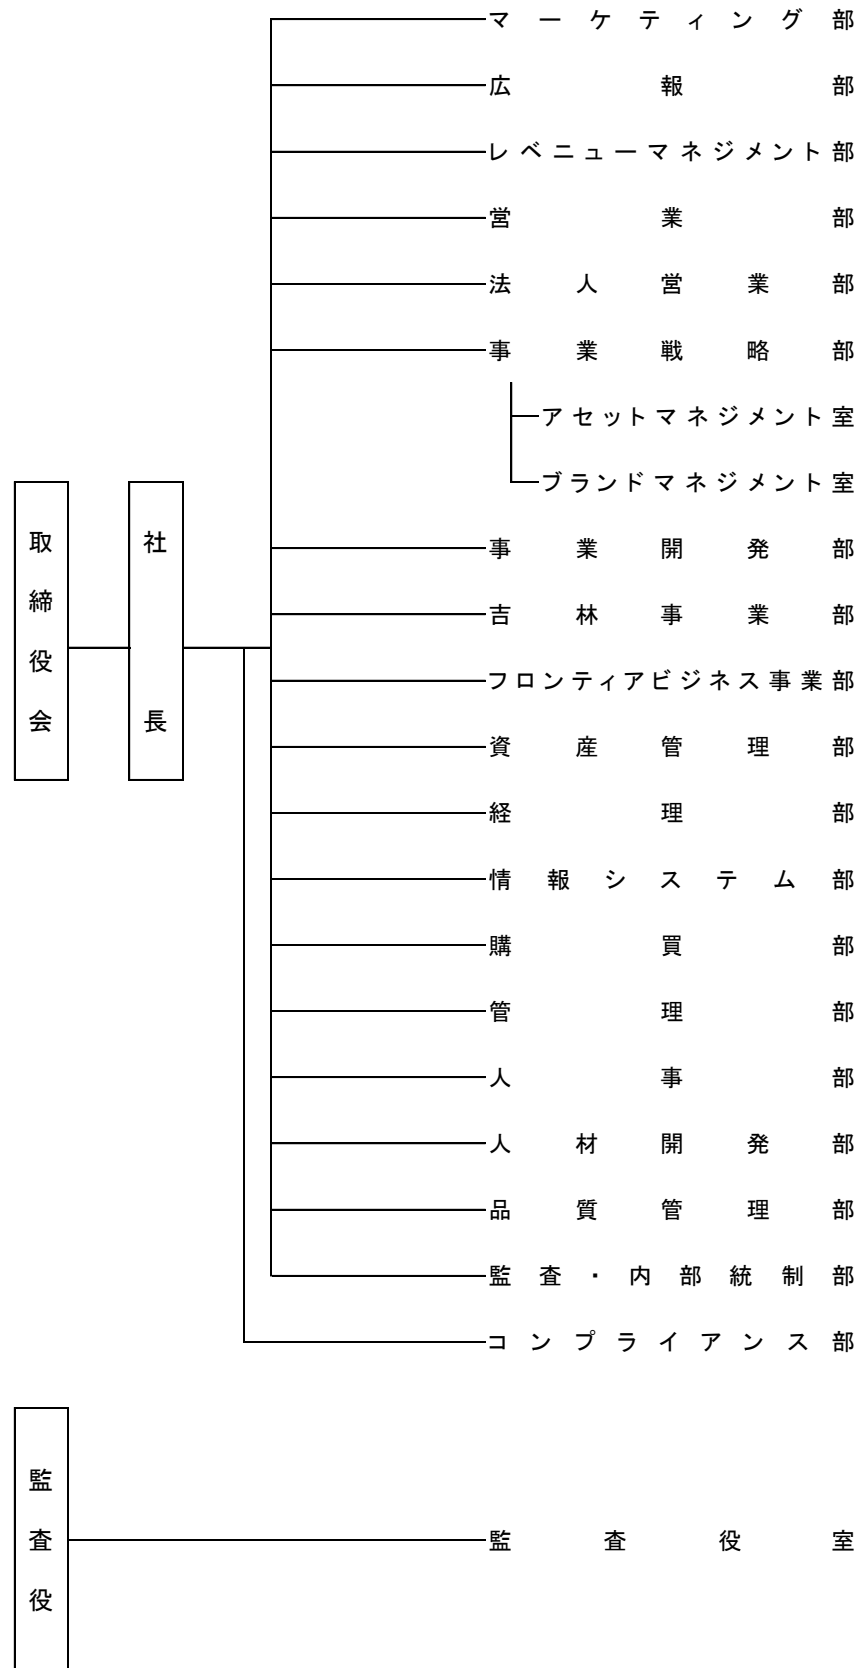 マーケティング部
広報部
レベニューマネジメント部
営業部
法人営業部
事業戦略部
アセットマネジメント室
ブランドマネジメント室
取締役会
社長
事業開発部
吉林事業部
フロンティアビジネス事業部
資産管理部
経理部
情報システム部
購買部
管理部
人事部
人材開発部
品質管理部
監査・内部統制部
コンプライアンス部
監査役
監査役室